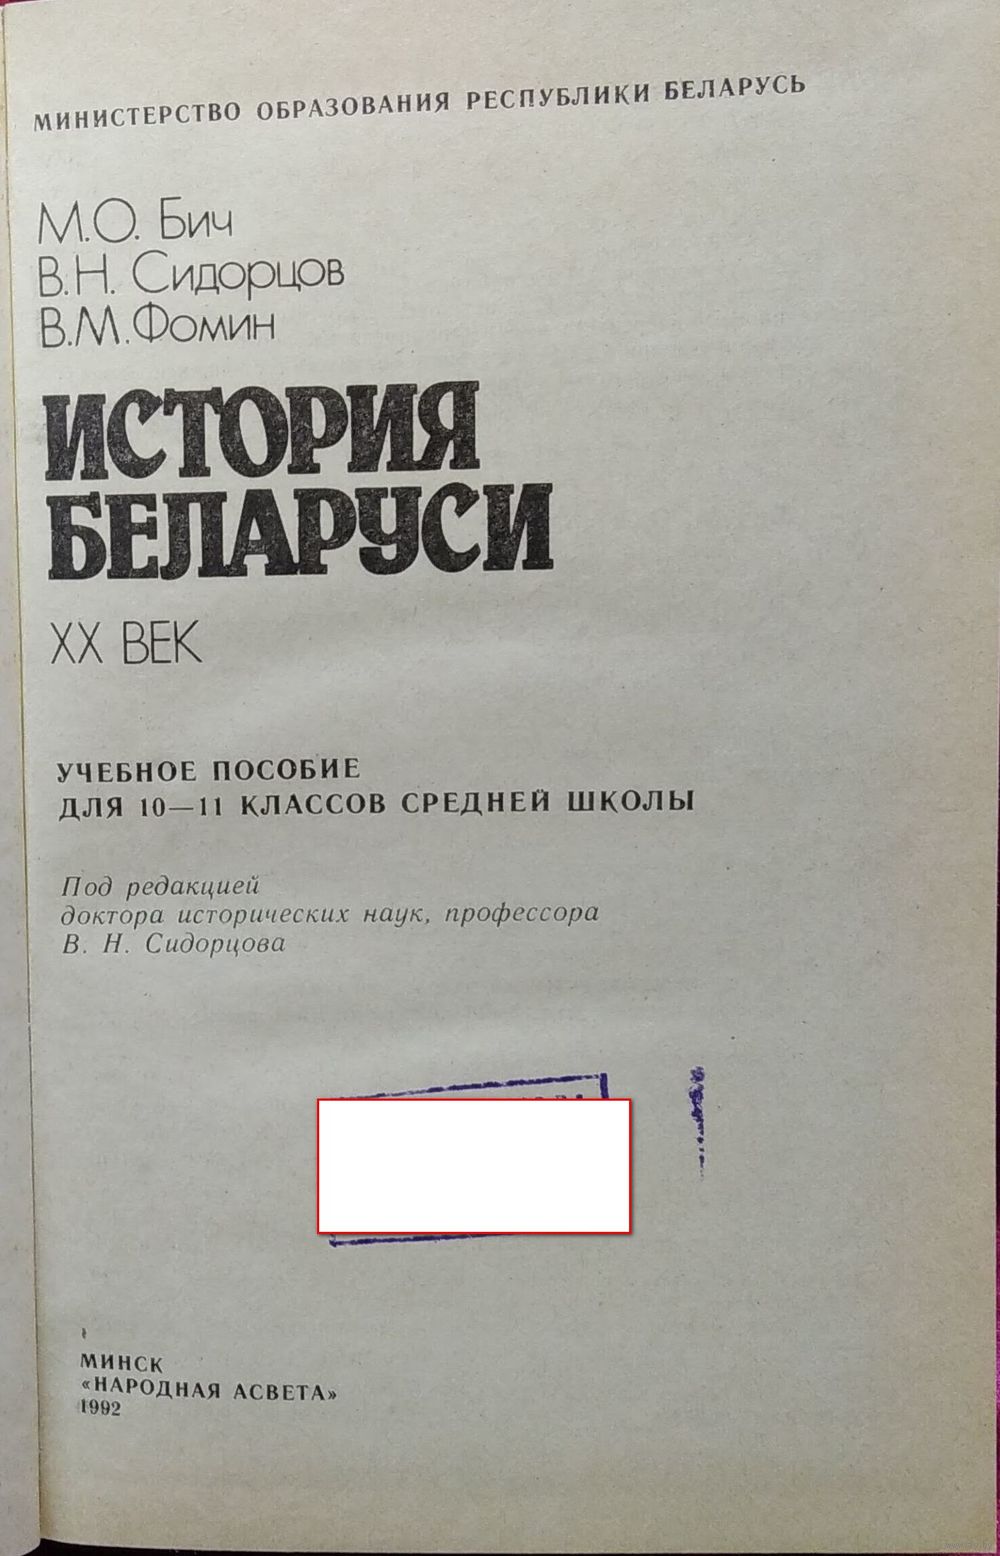 МИНИСТЕРСТВО ОБРАЗОВАНИЯ РЕСПУБЛИКИ БЕЛАРУСЬ
М.О. Бич
В.Н. Сидорцов
В.М. Фомин
ИСТОРИЯ
БЕЛАРУСИ
XX ВЕК
УЧЕБНОЕ ПОСОБИЕ
ДЛЯ 10—11 КЛАССОВ СРЕДНЕЙ ШКОЛЫ
Под редакцией
доктора исторических наук, профессора
В. Н. Сидорцова
МИНСК
«НАРОДНАЯ АСВЕТА»
1992